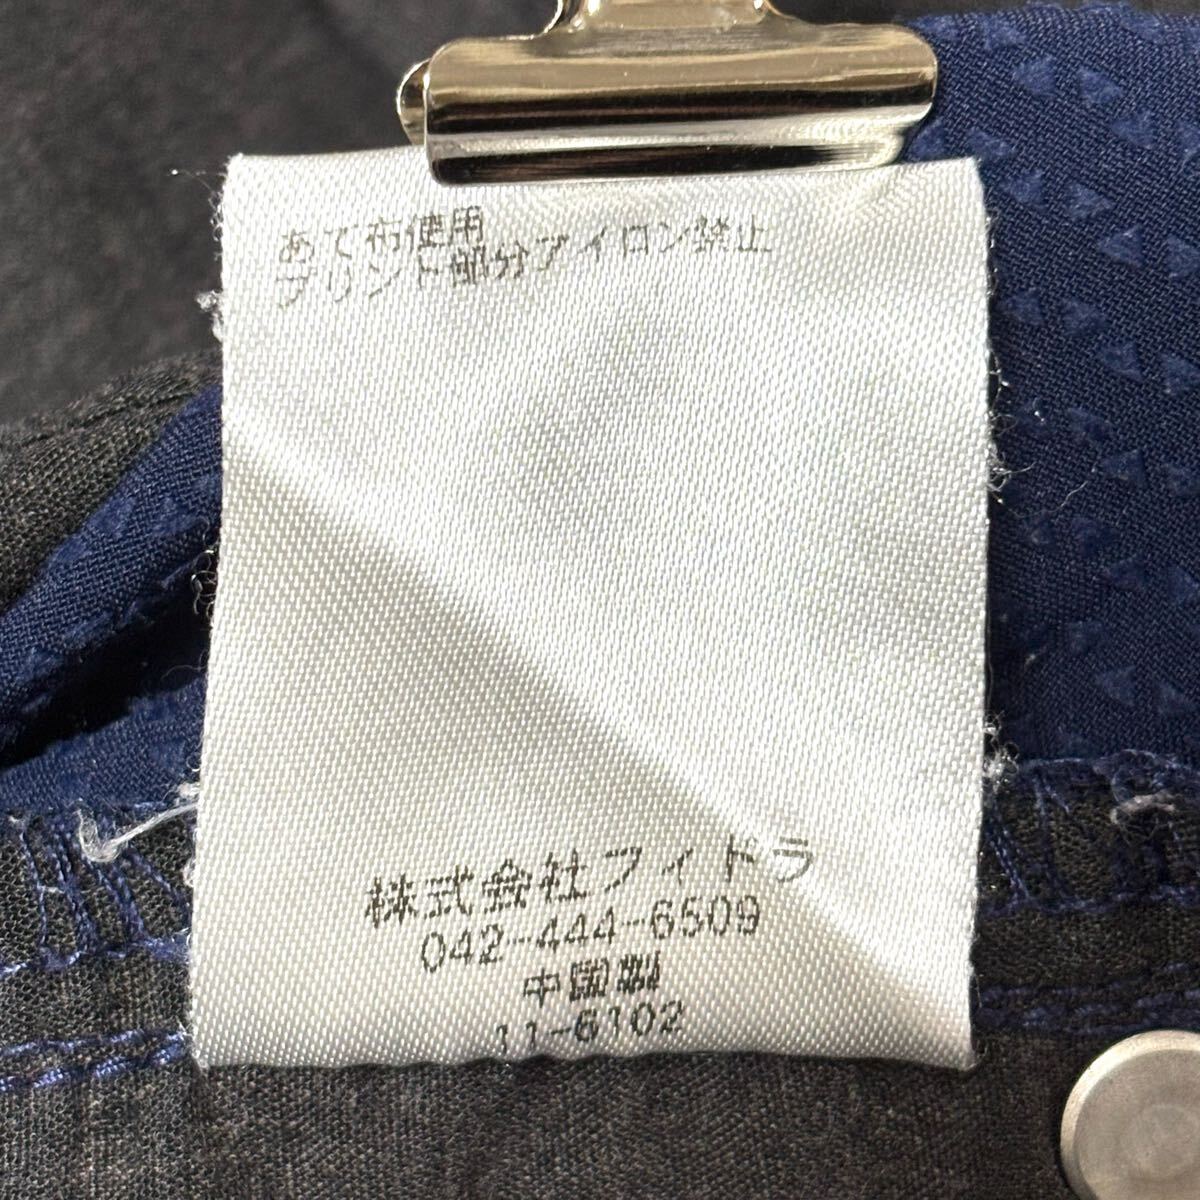 あて布使用
プリント部分アイロン禁止
株式会社フィドラ
042-444-6509
中国製
11-6102